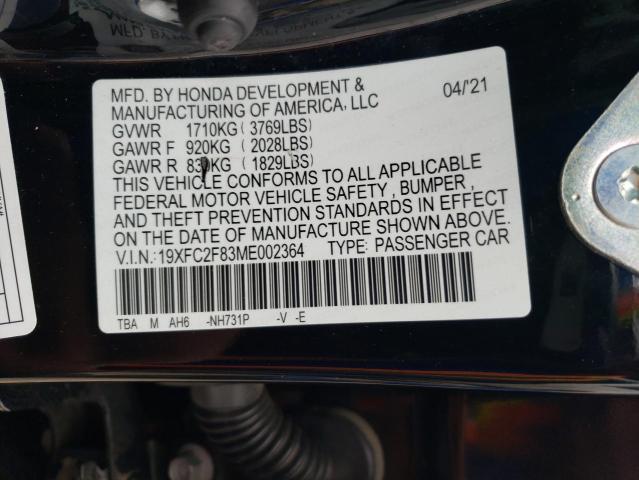 MFD. BY HONDA DEVELOPMENT &
MANUFACTURING OF AMERICA, LLC 04/'21
GVWR 1710KG (3769LBS)
GAWR F 920KG (2028LBS)
GAWR R 830KG (1829LBS)
THIS VEHICLE CONFORMS TO ALL APPLICABLE
FEDERAL MOTOR VEHICLE SAFETY , BUMPER ,
AND THEFT PREVENTION STANDARDS IN EFFECT
ON THE DATE OF MANUFACTURE SHOWN ABOVE.
V.I.N.:19XFC2F83ME002364 TYPE: PASSENGER CAR
TBA M AH6 -NH731P -V -E